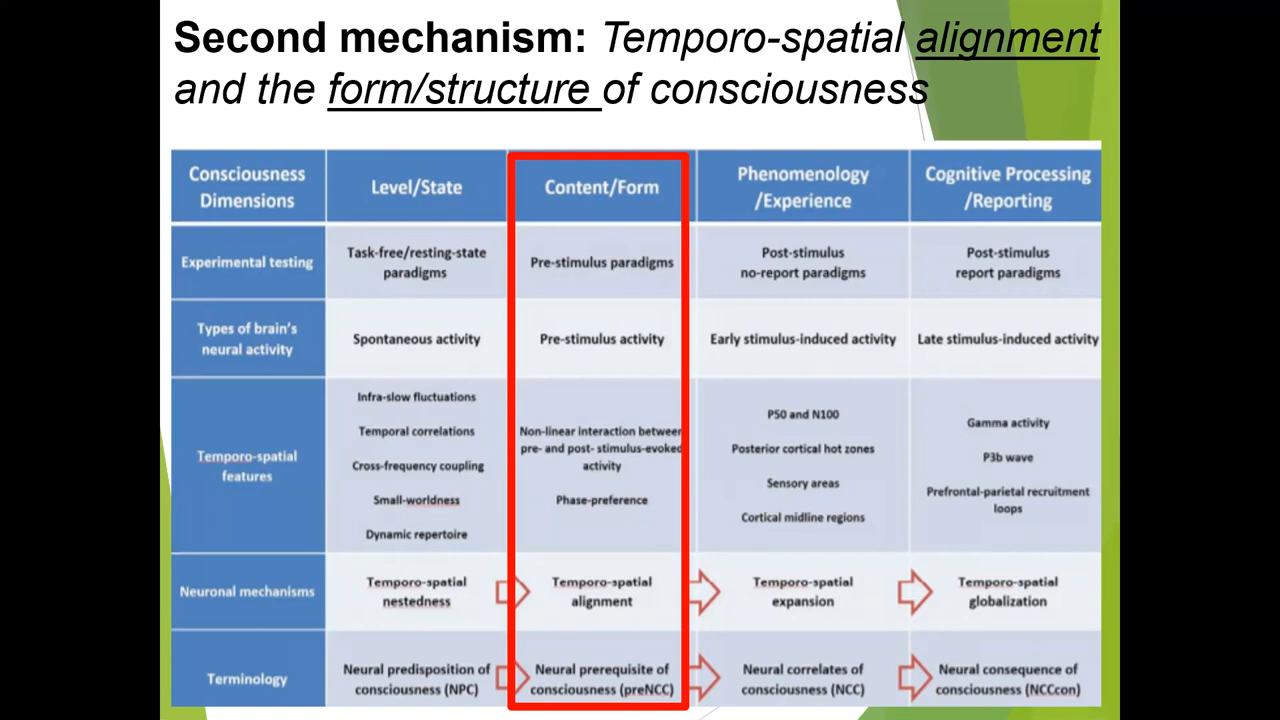 Second mechanism: Temporo-spatial alignment
and the form/structure of consciousness
Consciousness
Dimensions
Level/State
Content/Form
Phenomenology
/Experience
Cognitive Processing
/Reporting
Experimental testing
Task-free/resting-state
paradigms
Pre-stimulus paradigms
Post-stimulus
no-report paradigms
Post-stimulus
report paradigms
Types of brain's
neural activity
Spontaneous activity
Pre-stimulus activity
Early stimulus-induced activity
Late stimulus-induced activity
Temporo-spatial
features
Infra-slow fluctuations
Temporal correlations
Cross-frequency coupling
Small-worldness
Dynamic repertoire
Non-linear interaction between
pre- and post- stimulus-evoked
activity
Phase-preference
P50 and N100
Posterior cortical hot zones
Sensory areas
Cortical midline regions
Gamma activity
P3b wave
Prefrontal-parietal recruitment
loops
Neuronal mechanisms
Temporo-spatial
nestedness
Temporo-spatial
alignment
Temporo-spatial
expansion
Temporo-spatial
globalization
Terminology
Neural predisposition of
consciousness (NPC)
Neural prerequisite of
consciousness (preNCC)
Neural correlates of
consciousness (NCC)
Neural consequence of
consciousness (NCCcon)